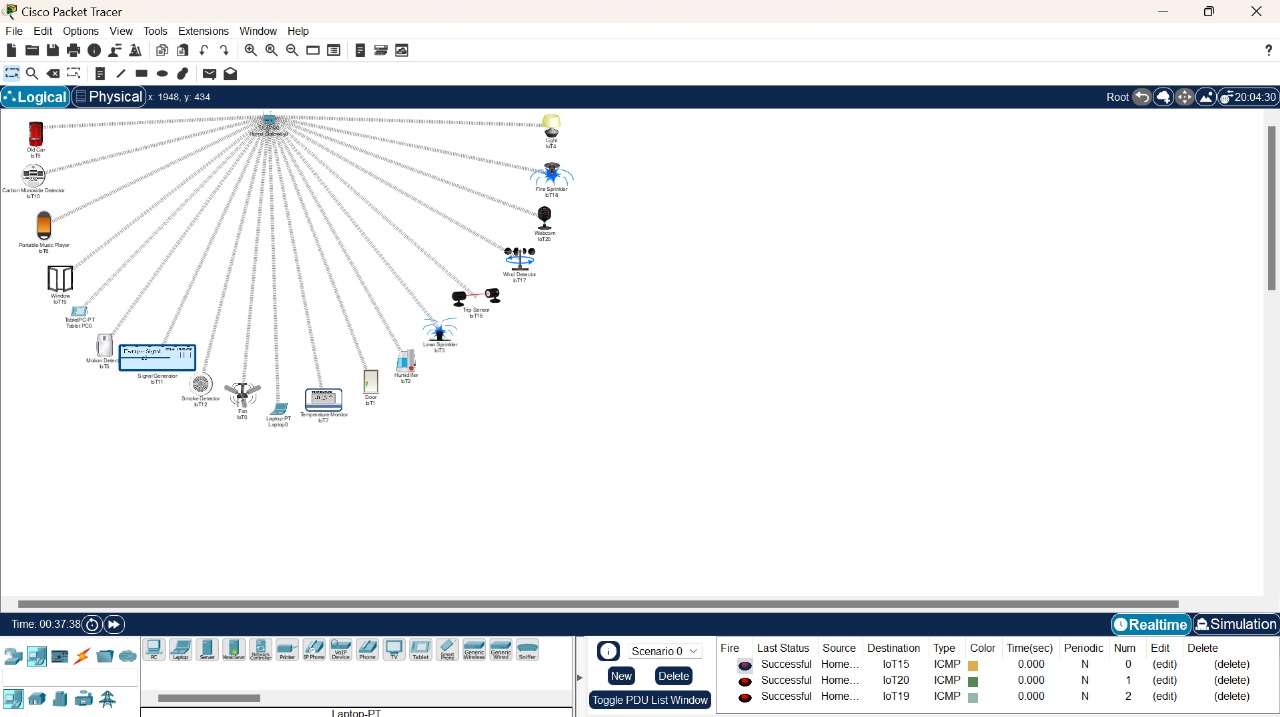 Cisco Packet Tracer
File Edit Options View Tools Extensions Window Help
?
Logical Physical x: 1948, y: 434 Root 20:04:30
Old Car
IoT9
Carbon Monoxide Detector
IoT10
Portable Music Player
IoT8
Window
IoT19
TabletPC-PT
Tablet PC0
Motion Detec
IoT5
Signal Generator
IoT11
Smoke Detector
IoT12
Fan
IoT0
Laptop-PT
Laptop0
Temperature Monitor
IoT7
Door
IoT1
Humidifier
IoT2
Lawn Sprinkler
IoT3
Trip Sensor
IoT15
Wind Detector
IoT17
Webcam
IoT20
Fire Sprinkler
Light
IoT4
Time: 00:37:38
Realtime Simulation
PC Laptop Server Printer IP Phone VoIP Device Phone TV Tablet Smart Phone Generic Wireless Generic Wired Sniffer
Laptop-PT
Scenario 0
New Delete
Toggle PDU List Window
Fire Last Status Source Destination Type Color Time(sec) Periodic Num Edit Delete
Successful Home... IoT15 ICMP 0.000 N 0 (edit) (delete)
Successful Home... IoT20 ICMP 0.000 N 1 (edit) (delete)
Successful Home... IoT19 ICMP 0.000 N 2 (edit) (delete)